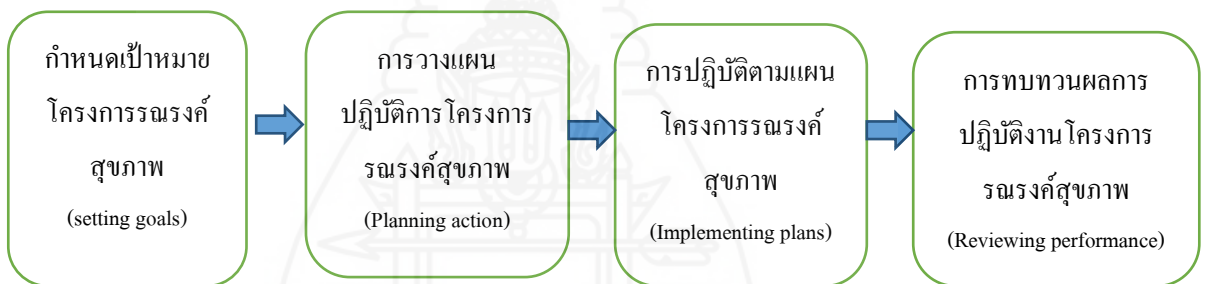 กำหนดเป้าหมาย
โครงการรณรงค์
สุขภาพ
(setting goals)
การวางแผน
ปฏิบัติการโครงการ
รณรงค์สุขภาพ
(Planning action)
การปฏิบัติตามแผน
โครงการรณรงค์
สุขภาพ
(Implementing plans)
การทบทวนผลการ
ปฏิบัติงานโครงการ
รณรงค์สุขภาพ
(Reviewing performance)